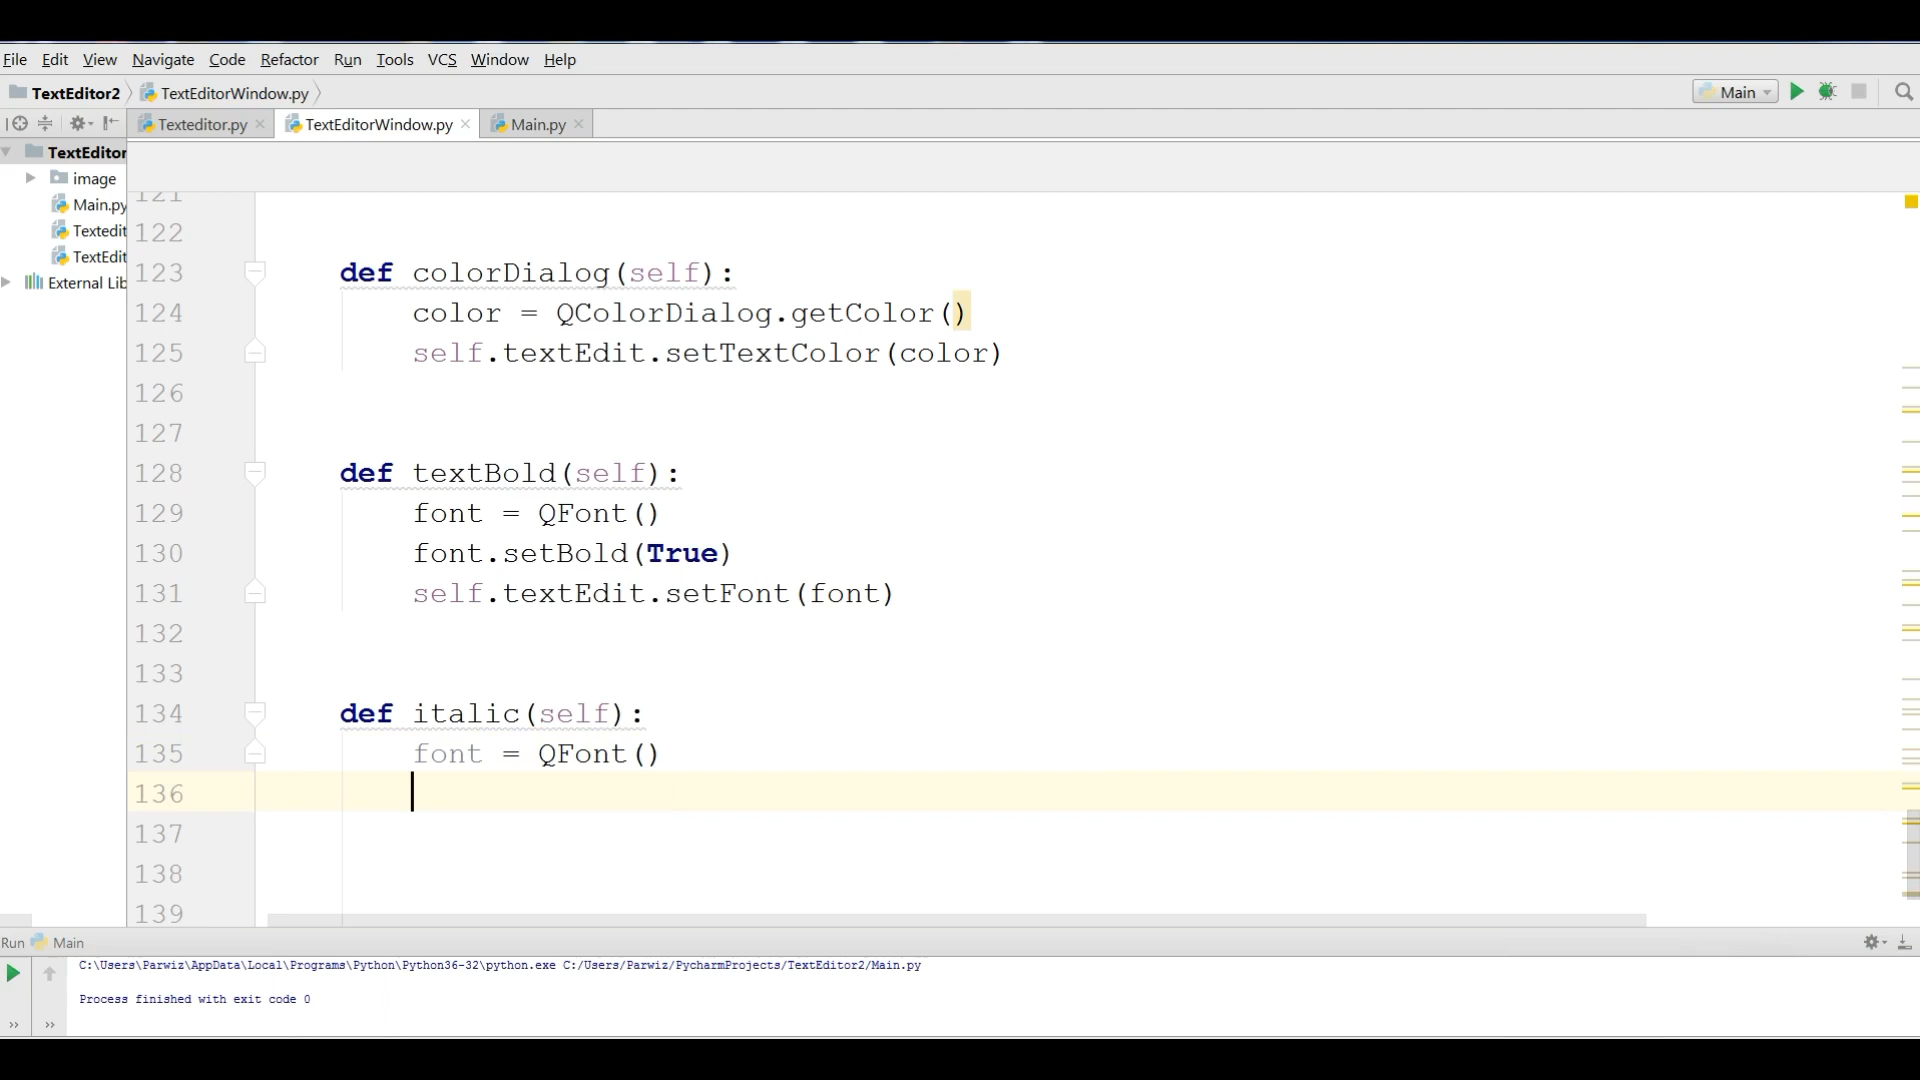 File Edit View Navigate Code Refactor Run Tools VCS Window Help
TextEditor2 TextEditorWindow.py Main
Texteditor.py TextEditorWindow.py Main.py
TextEditor
image
Main.py
Textedit
TextEdit
External Lib
121
122
123 def colorDialog(self):
124 color = QColorDialog.getColor()
125 self.textEdit.setTextColor(color)
126
127
128 def textBold(self):
129 font = QFont()
130 font.setBold(True)
131 self.textEdit.setFont(font)
132
133
134 def italic(self):
135 font = QFont()
136
137
138
139
Run Main
C:\Users\Parwiz\AppData\Local\Programs\Python\Python36-32\python.exe C:/Users/Parwiz/PycharmProjects/TextEditor2/Main.py
Process finished with exit code 0